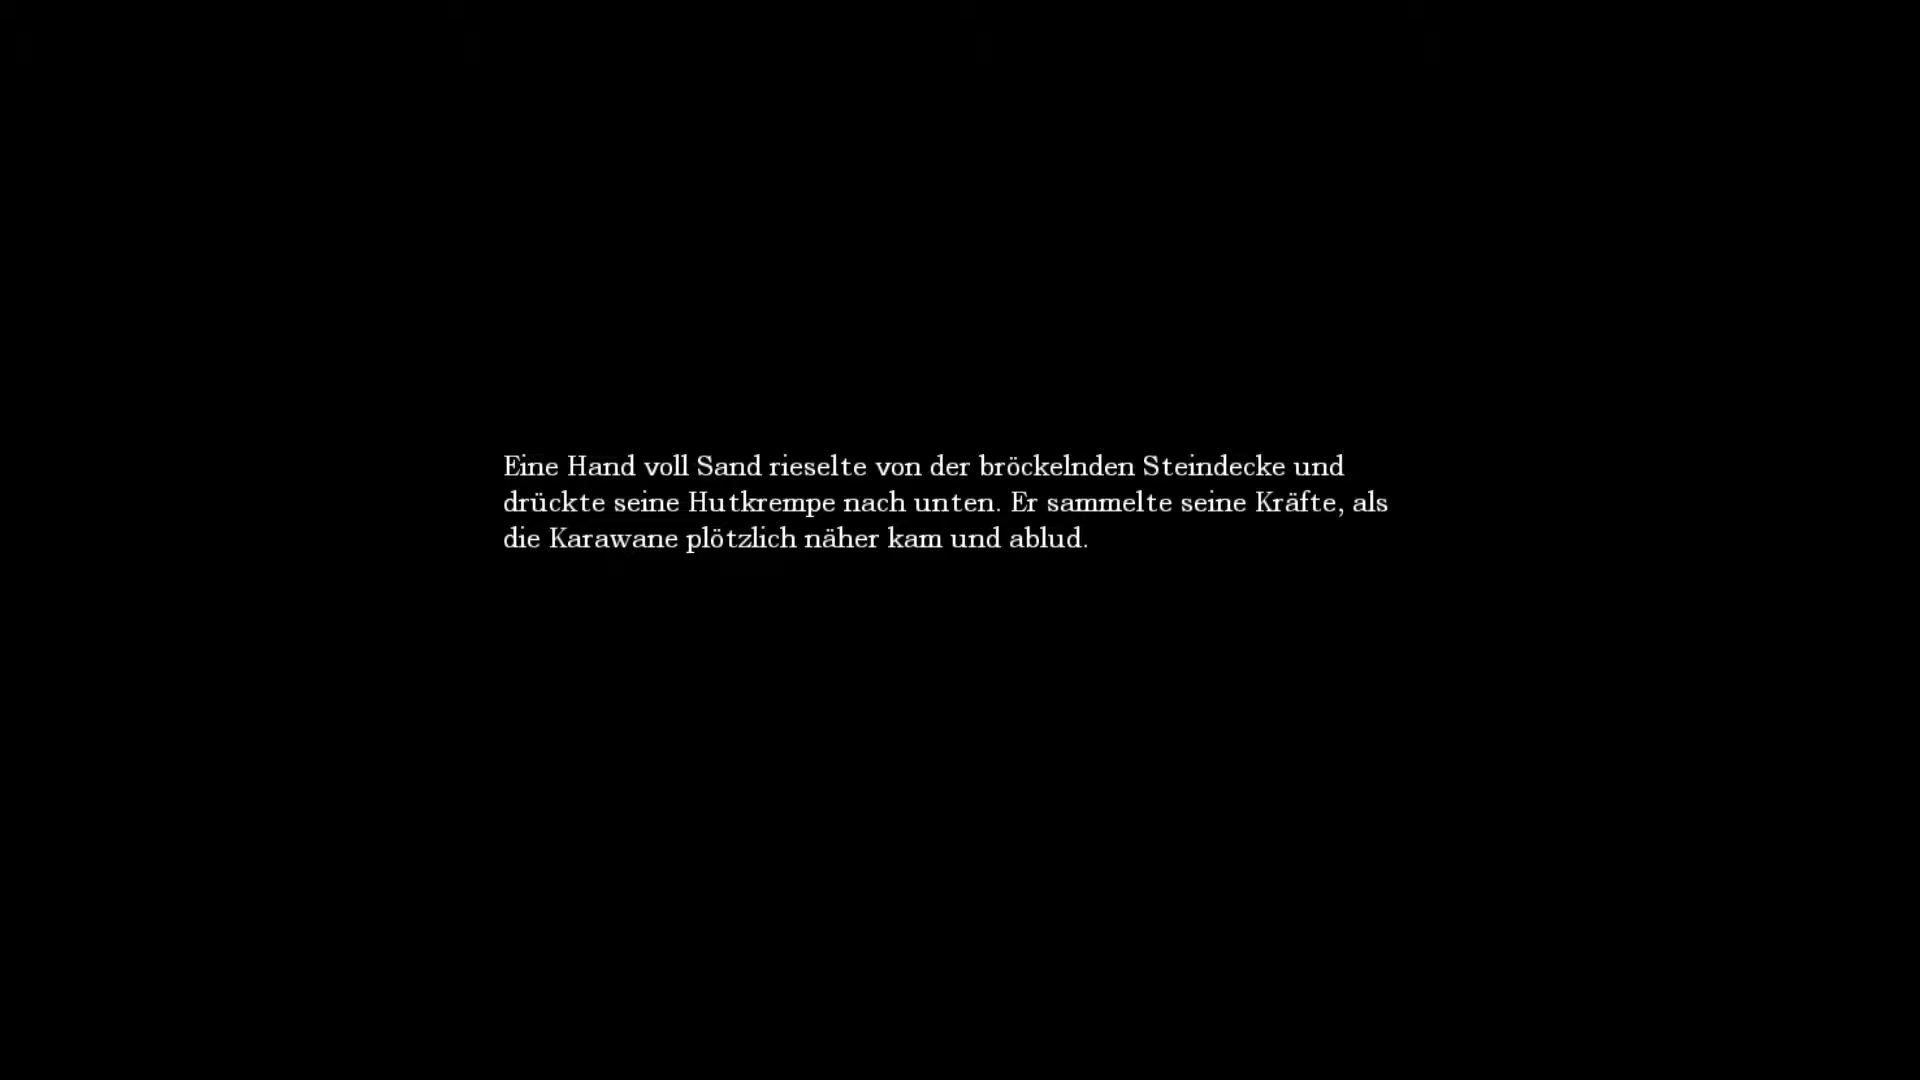 Eine Hand voll Sand rieselte von der bröckelnden Steindecke und
drückte seine Hutkrempe nach unten. Er sammelte seine Kräfte, als
die Karawane plötzlich näher kam und ablud.